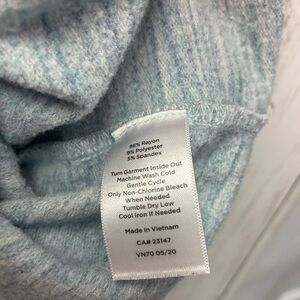 86% Rayon
9% Polyester
5% Spandex
Turn Garment Inside Out
Machine Wash Cold
Gentle Cycle
Only Non-Chlorine Bleach
When Needed
Tumble Dry Low
Cool Iron If Needed
Made in Vietnam
CA# 23147
VN70 05/20